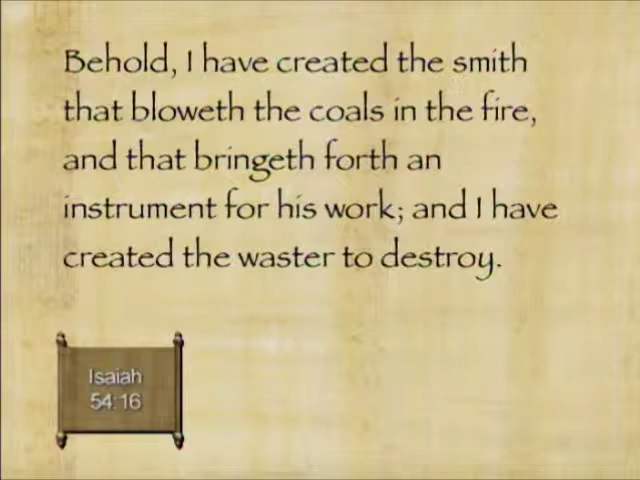 Behold, I have created the smith
that bloweth the coals in the fire,
and that bringeth forth an
instrument for his work; and I have
created the waster to destroy.
Isaiah
54:16